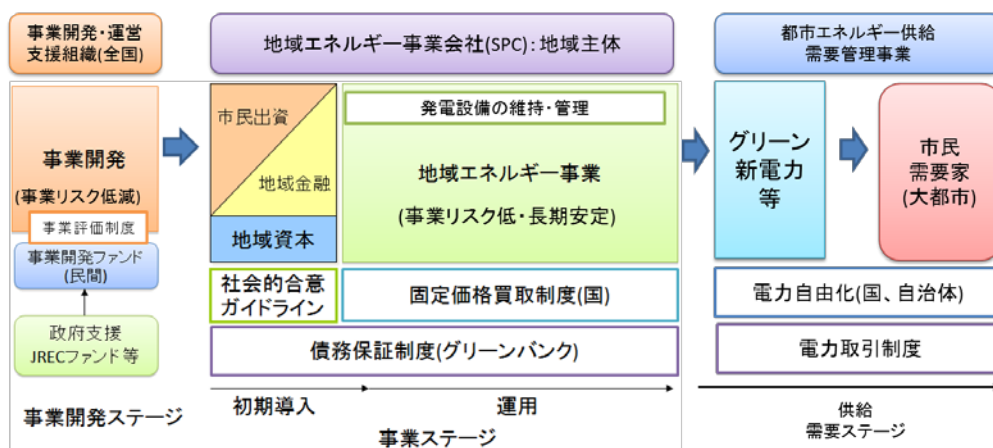 事業開発・運営
支援組織(全国)
地域エネルギー事業会社(SPC):地域主体
都市エネルギー供給
需要管理事業
事業開発
(事業リスク低減)
事業評価制度
事業開発ファンド
(民間)
政府支援
JRECファンド等
市民出資
地域金融
地域資本
発電設備の維持・管理
地域エネルギー事業
(事業リスク低・長期安定)
グリーン
新電力
等
市民
需要家
(大都市)
社会的合意
ガイドライン
固定価格買取制度(国)
債務保証制度(グリーンバンク)
電力自由化(国、自治体)
電力取引制度
事業開発ステージ
初期導入
運用
事業ステージ
供給
需要ステージ